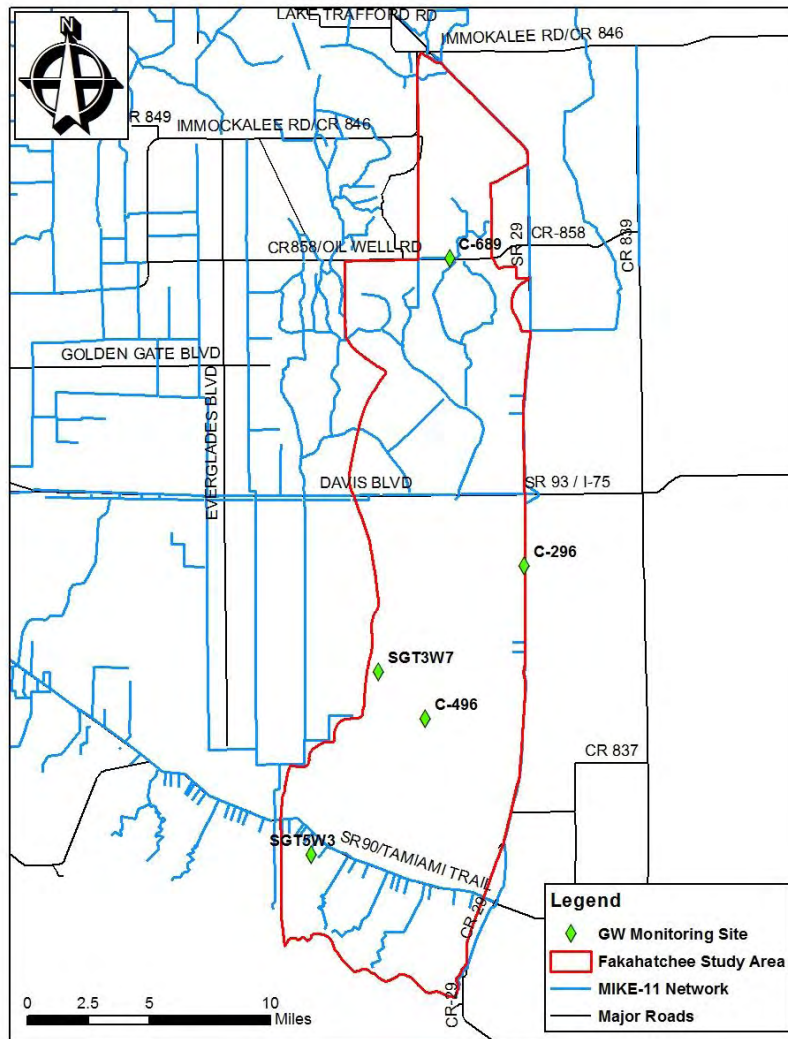 N
LAKE TRAFFORD RD
IMMOKALEE RD/CR 846
R 849
IMMOCKALEE RD/CR 846
CR858/OIL WELL RD
C-689
SR 29
CR-858
CR 839
GOLDEN GATE BLVD
EVERGLADES BLVD
DAVIS BLVD
SR 93 / I-75
C-296
SGT3W7
C-496
CR 837
SGT5W3
SR90/TAMIAMI TRAIL
CR-29
CR-29
Legend
GW Monitoring Site
Fakahatchee Study Area
MIKE-11 Network
Major Roads
0 2.5 5 10
Miles